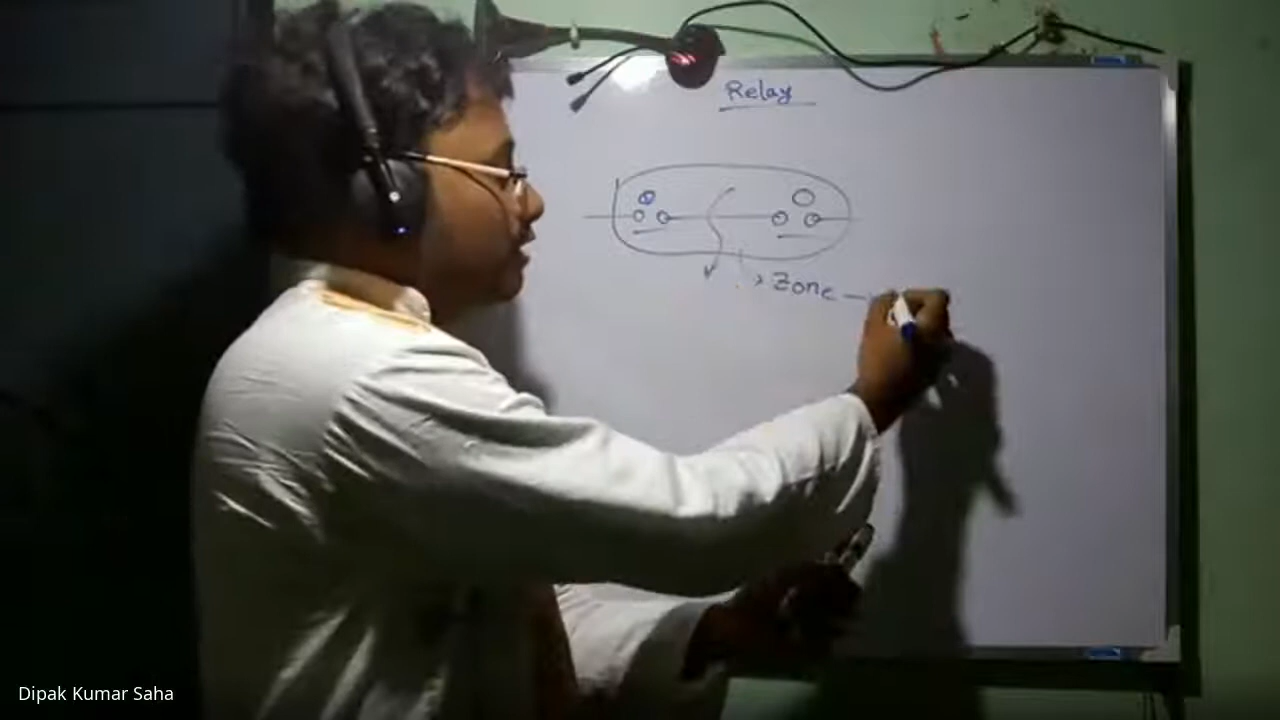 Relay
Zone —
Dipak Kumar Saha